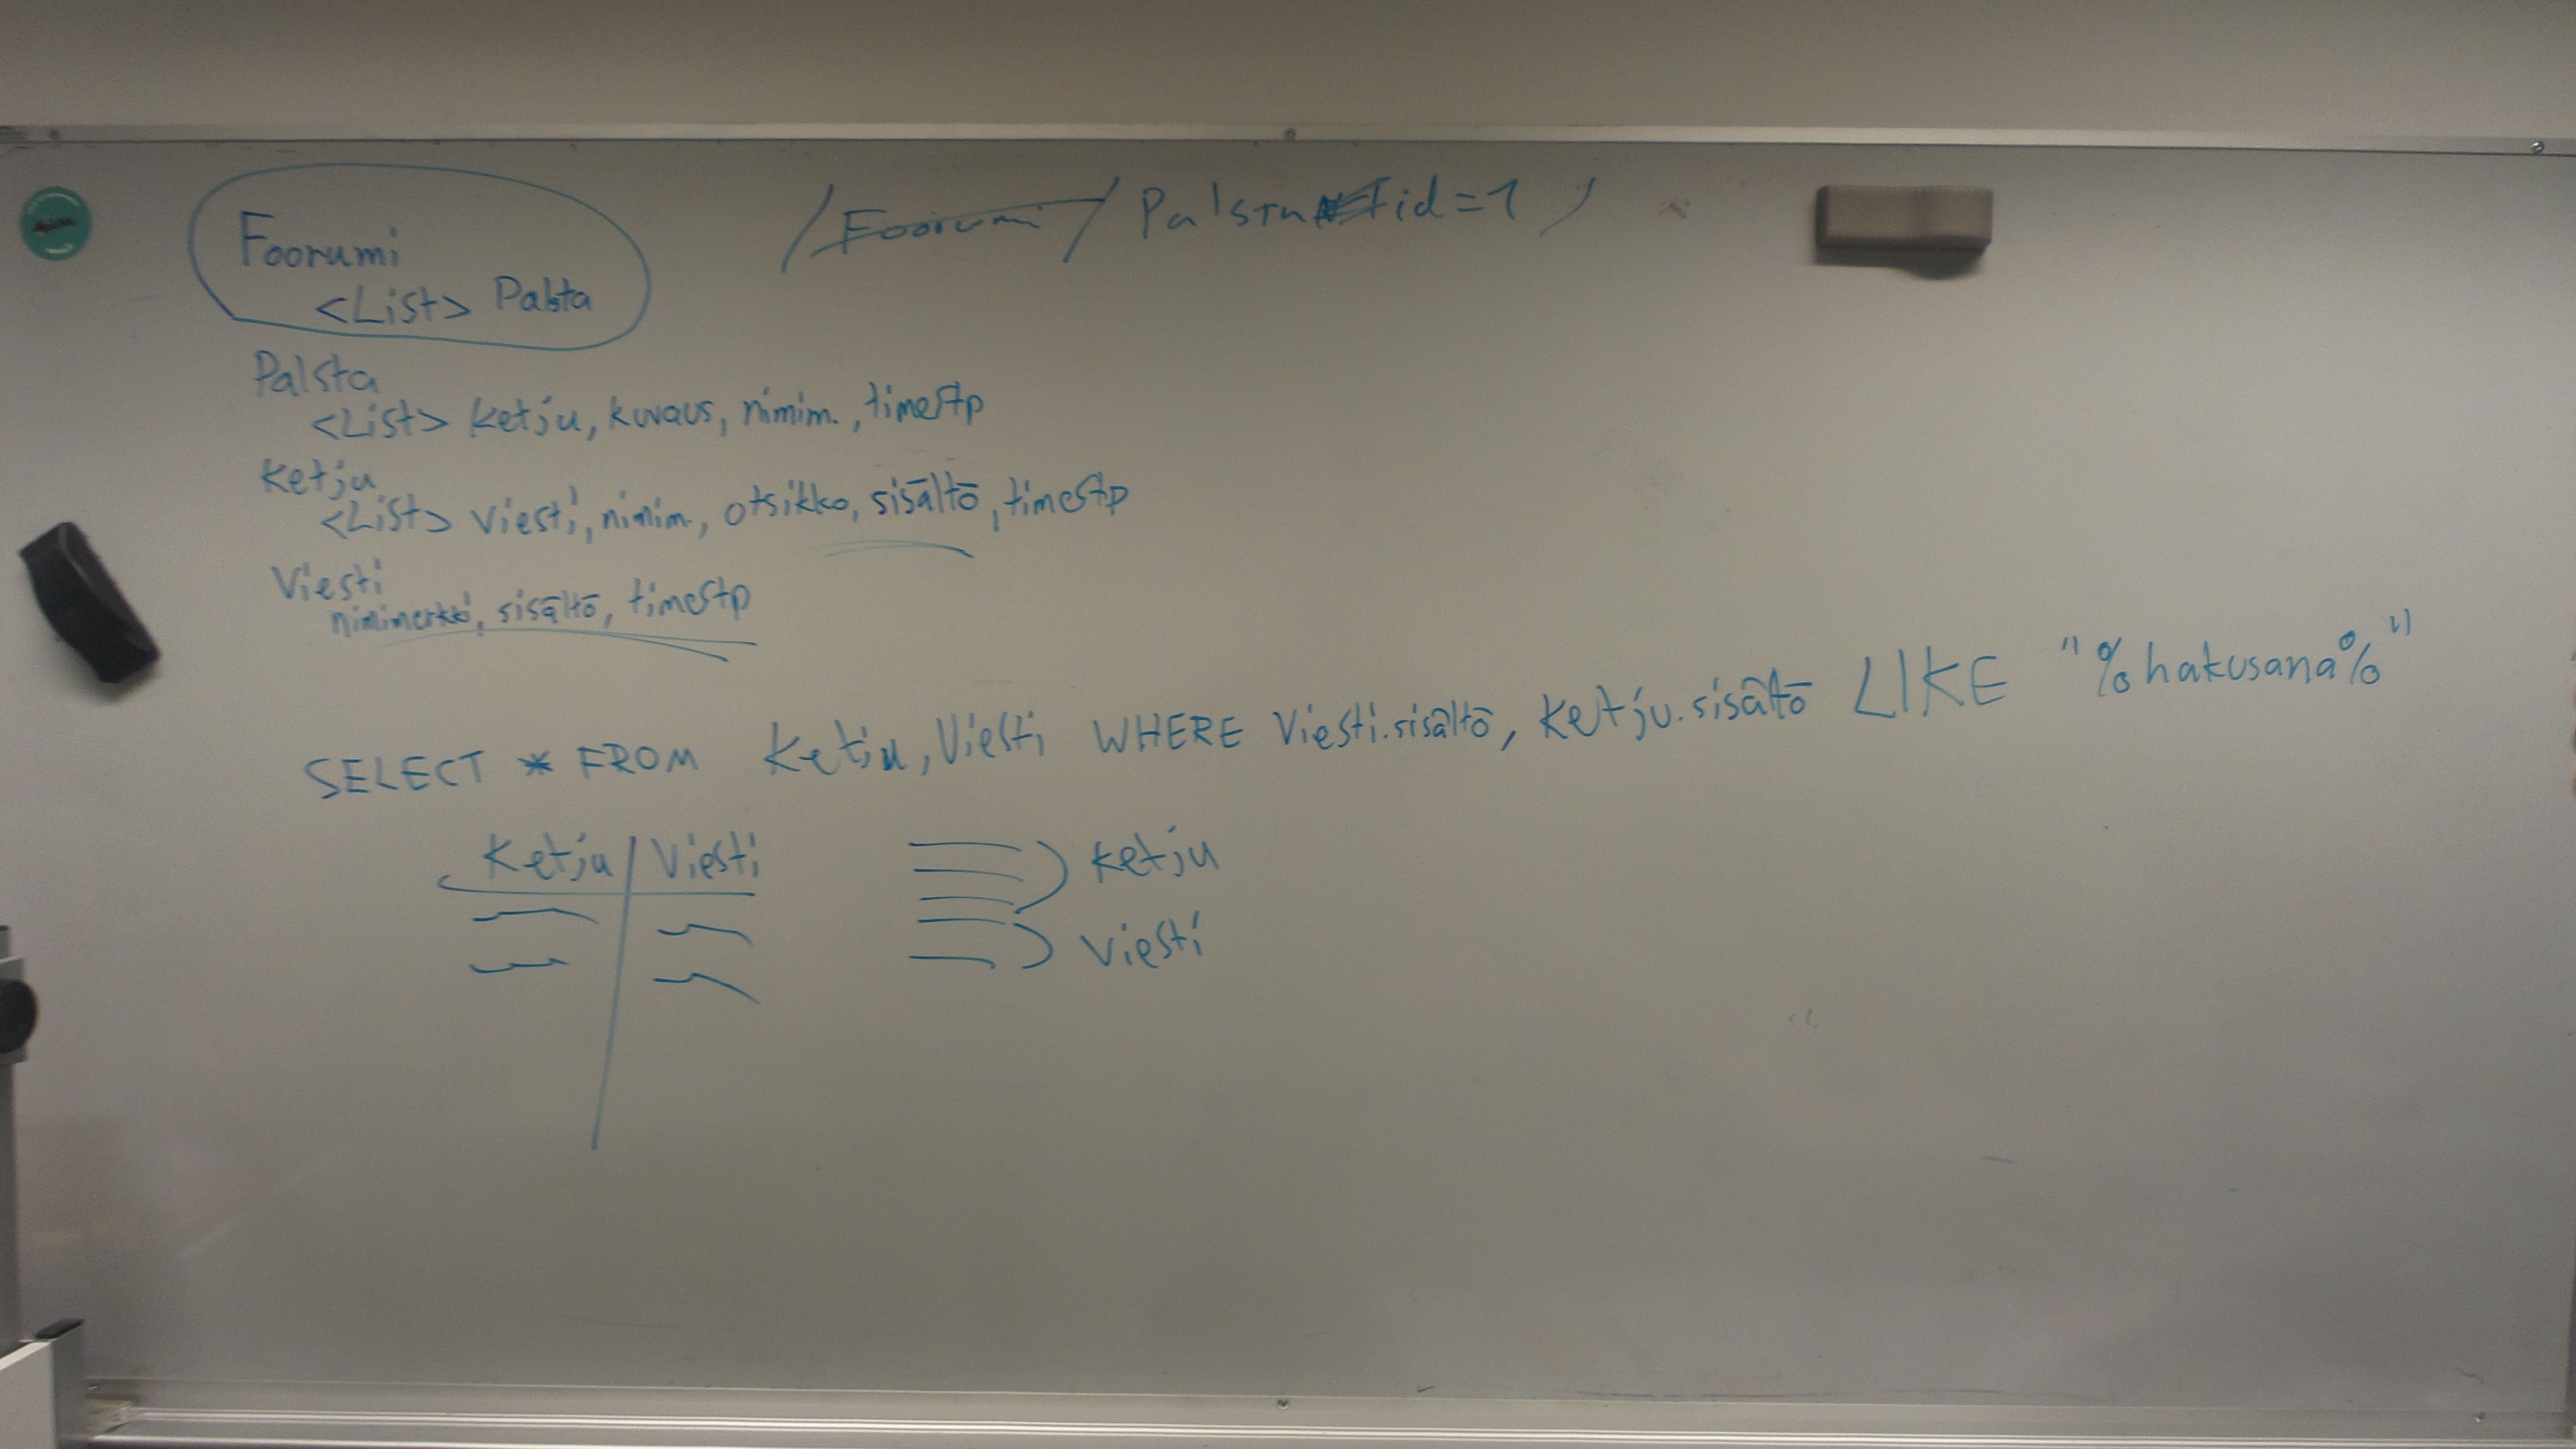 Foorumi
<List> Palsta
/Foorumi/Palsta id=1
Palsta
<List> Ketju, kuvaus, nimim., timestp
Ketju
<List> Viesti, nimim., otsikko, sisältö, timestp
Viesti
nimimerkki, sisältö, timestp
SELECT * FROM Ketju, Viesti WHERE Viesti.sisältö, Ketju.sisältö LIKE "%hakusana%"
Ketju Viesti
Ketju
Viesti